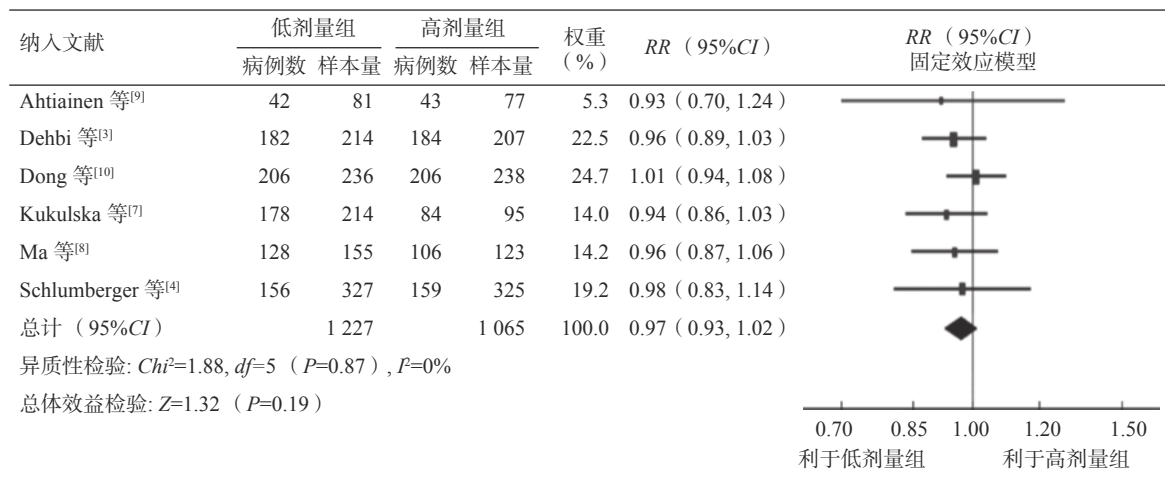 纳入文献 低剂量组 高剂量组 权重（%） RR（95%CI） RR（95%CI）固定效应模型
病例数 样本量 病例数 样本量
Ahtiainen 等[9] 42 81 43 77 5.3 0.93（0.70, 1.24）
Dehbi 等[3] 182 214 184 207 22.5 0.96（0.89, 1.03）
Dong 等[10] 206 236 206 238 24.7 1.01（0.94, 1.08）
Kukulska 等[7] 178 214 84 95 14.0 0.94（0.86, 1.03）
Ma 等[8] 128 155 106 123 14.2 0.96（0.87, 1.06）
Schlumberger 等[4] 156 327 159 325 19.2 0.98（0.83, 1.14）
总计（95%CI） 1 227 1 065 100.0 0.97（0.93, 1.02）
异质性检验: Chi²=1.88, df=5（P=0.87）, I²=0%
总体效益检验: Z=1.32（P=0.19）
0.70 0.85 1.00 1.20 1.50
利于低剂量组 利于高剂量组